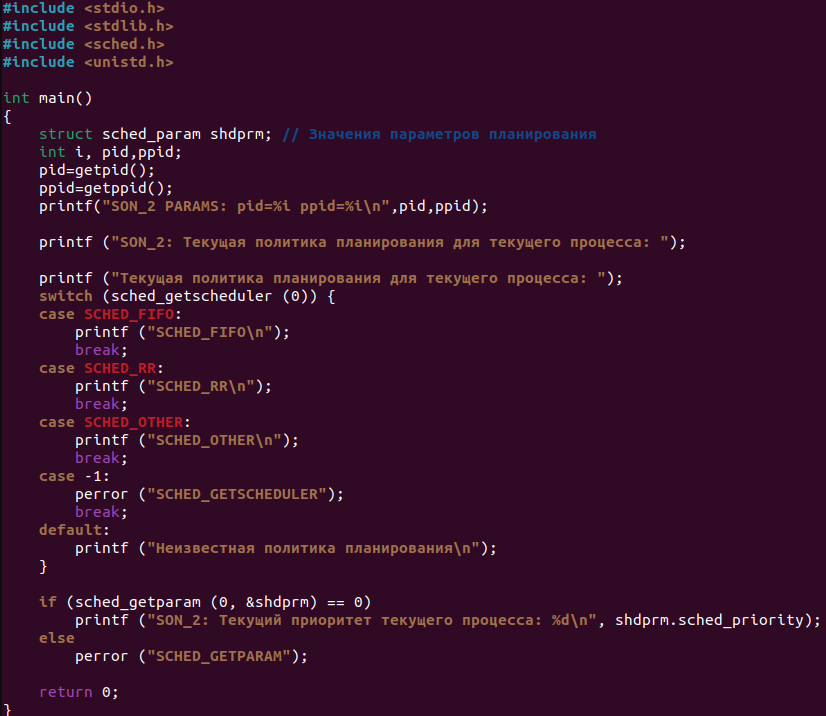 #include <stdio.h>
#include <stdlib.h>
#include <sched.h>
#include <unistd.h>

int main()
{
    struct sched_param shdprm; // Значения параметров планирования
    int i, pid,ppid;
    pid=getpid();
    ppid=getppid();
    printf("SON_2 PARAMS: pid=%i ppid=%i\n",pid,ppid);

    printf ("SON_2: Текущая политика планирования для текущего процесса: ");

    printf ("Текущая политика планирования для текущего процесса: ");
    switch (sched_getscheduler (0)) {
    case SCHED_FIFO:
        printf ("SCHED_FIFO\n");
        break;
    case SCHED_RR:
        printf ("SCHED_RR\n");
        break;
    case SCHED_OTHER:
        printf ("SCHED_OTHER\n");
        break;
    case -1:
        perror ("SCHED_GETSCHEDULER");
        break;
    default:
        printf ("Неизвестная политика планирования\n");
    }

    if (sched_getparam (0, &shdprm) == 0)
        printf ("SON_2: Текущий приоритет текущего процесса: %d\n", shdprm.sched_priority);
    else
        perror ("SCHED_GETPARAM");

    return 0;
}